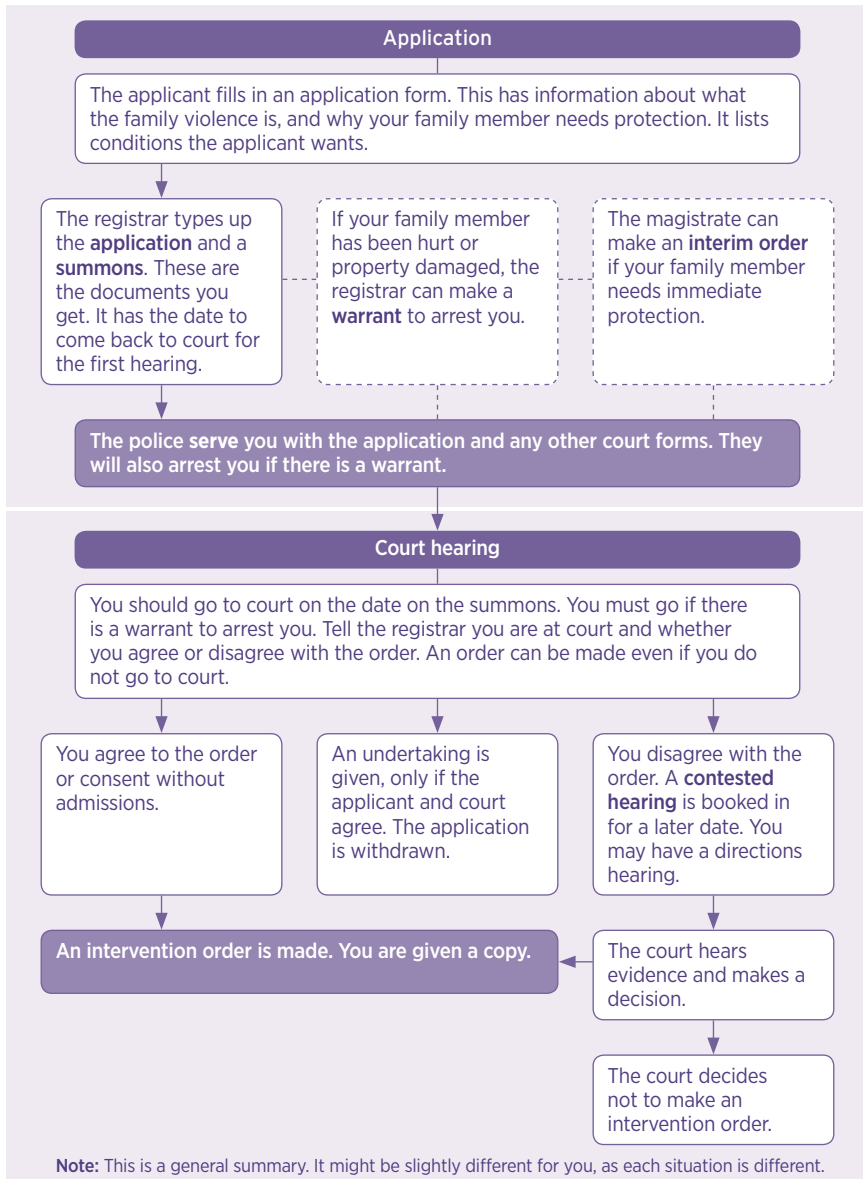 Application
The applicant fills in an application form. This has information about what
the family violence is, and why your family member needs protection. It lists
conditions the applicant wants.
The registrar types up
the application and a
summons. These are
the documents you
get. It has the date to
come back to court for
the first hearing.
If your family member
has been hurt or
property damaged, the
registrar can make a
warrant to arrest you.
The magistrate can
make an interim order
if your family member
needs immediate
protection.
The police serve you with the application and any other court forms. They
will also arrest you if there is a warrant.
Court hearing
You should go to court on the date on the summons. You must go if there
is a warrant to arrest you. Tell the registrar you are at court and whether
you agree or disagree with the order. An order can be made even if you do
not go to court.
You agree to the order
or consent without
admissions.
An undertaking is
given, only if the
applicant and court
agree. The application
is withdrawn.
You disagree with the
order. A contested
hearing is booked in
for a later date. You
may have a directions
hearing.
An intervention order is made. You are given a copy.
The court hears
evidence and makes a
decision.
The court decides
not to make an
intervention order.
Note: This is a general summary. It might be slightly different for you, as each situation is different.